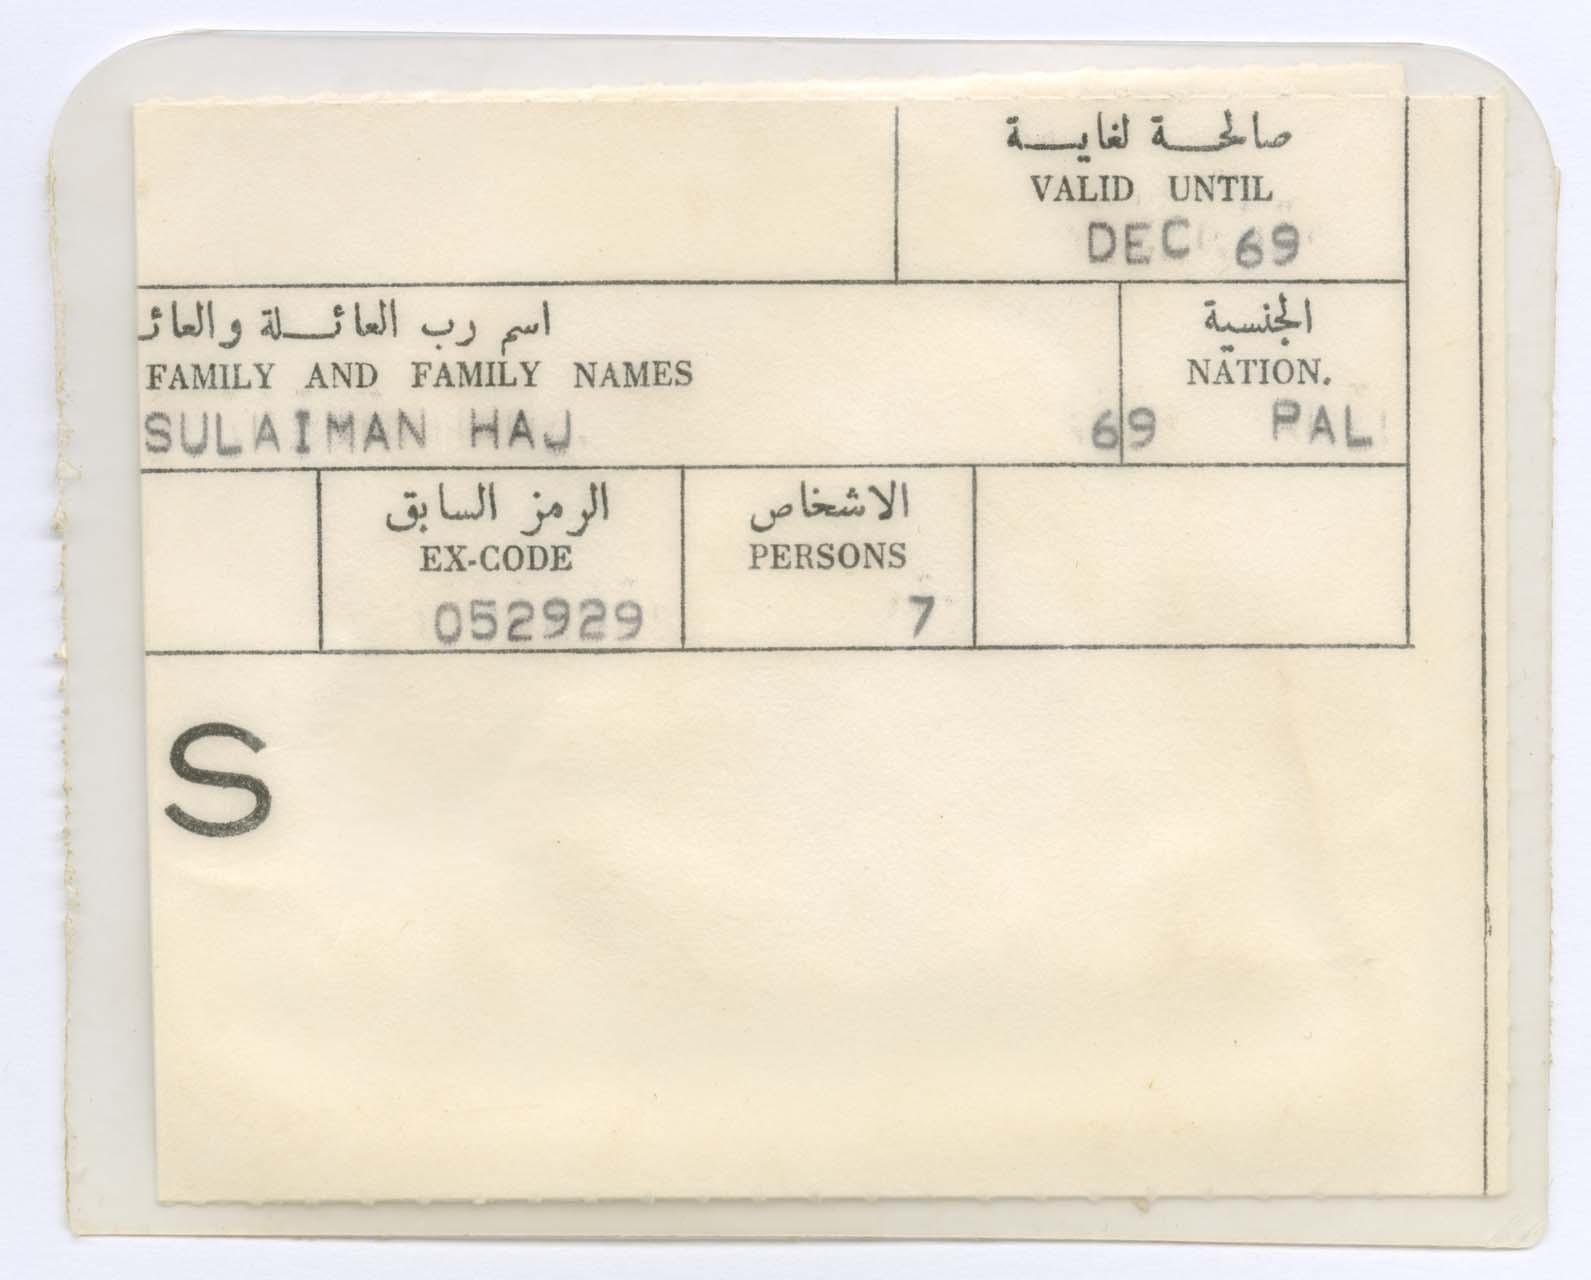 صالحة لغاية
VALID UNTIL
DEC 69
اسم رب العائلة والعائ
FAMILY AND FAMILY NAMES
SULAIMAN HAJ 69
الجنسية
NATION.
PAL
الرمز السابق
EX-CODE
052929
الاشخاص
PERSONS
7
S